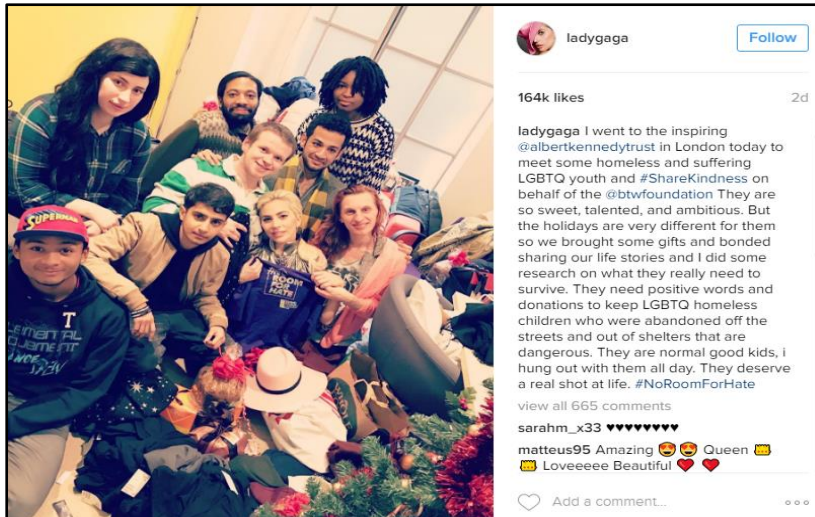 ladygaga
Follow
164k likes
2d
ladygaga I went to the inspiring
@albertkennedytrust in London today to
meet some homeless and suffering
LGBTQ youth and #ShareKindness on
behalf of the @btwfoundation They are
so sweet, talented, and ambitious. But
the holidays are very different for them
so we brought some gifts and bonded
sharing our life stories and I did some
research on what they really need to
survive. They need positive words and
donations to keep LGBTQ homeless
children who were abandoned off the
streets and out of shelters that are
dangerous. They are normal good kids, i
hung out with them all day. They deserve
a real shot at life. #NoRoomForHate
view all 665 comments
sarahm_x33 ♥♥♥♥♥♥♥♥♥
matteus95 Amazing 😍😍 Queen
Loveeeee Beautiful ❤ ❤
Add a comment...
SUPERMAN
ROOM
FOR
HATE
T